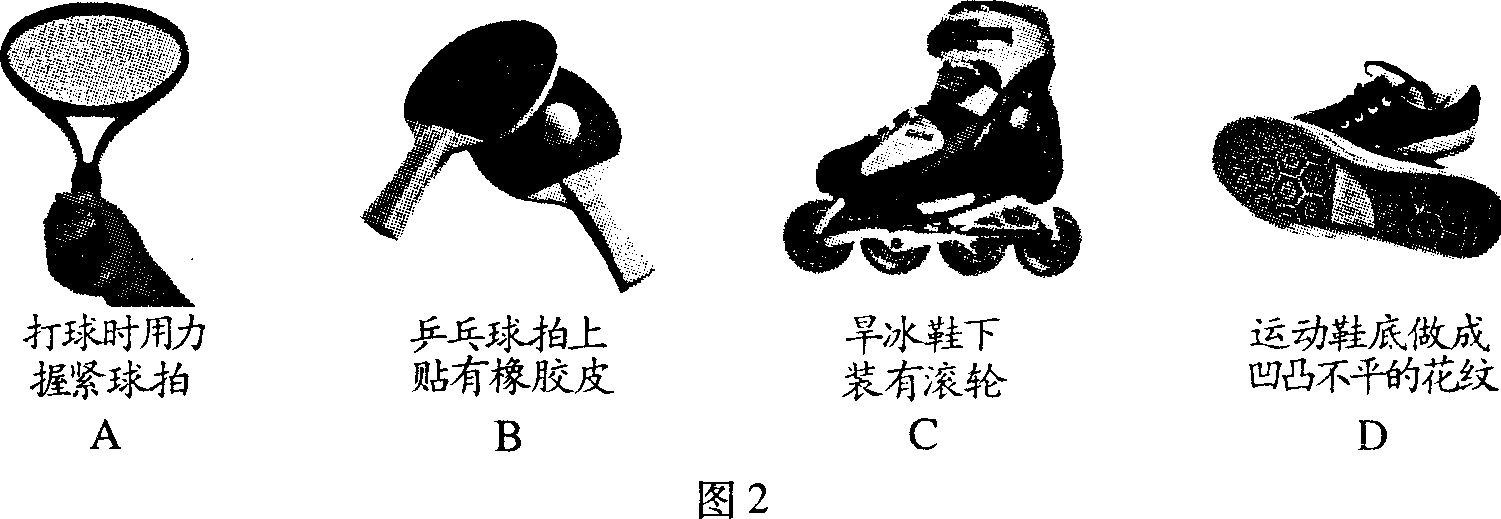 打球时用力
握紧球拍
A
乒乓球拍上
贴有橡胶皮
B
旱冰鞋下
装有滚轮
C
运动鞋底做成
凹凸不平的花纹
D
图2